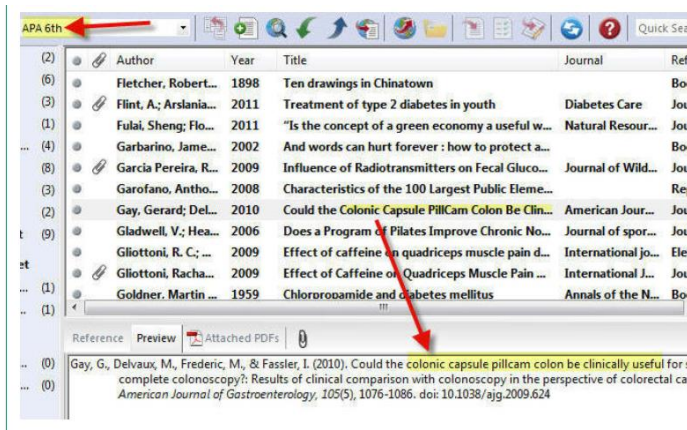 APA 6th Quick Sea
(2) Author Year Title Journal Ref
(6) Fletcher, Robert... 1898 Ten drawings in Chinatown Boo
(3) Flint, A.; Arslania... 2011 Treatment of type 2 diabetes in youth Diabetes Care Jou
(1) Fulai, Sheng; Flo... 2011 “Is the concept of a green economy a useful w... Natural Resour... Jou
... (4) Garbarino, Jame... 2002 And words can hurt forever : how to protect a... Boo
(8) Garcia Pereira, R... 2009 Influence of Radiotransmitters on Fecal Gluco... Journal of Wild... Jou
(3) Garofano, Antho... 2008 Characteristics of the 100 Largest Public Eleme... Rep
(2) Gay, Gerard; Del... 2010 Could the Colonic Capsule PillCam Colon Be Clin... American Jour... Jou
t (9) Gladwell, V; Hea... 2006 Does a Program of Pilates Improve Chronic No... Journal of spor... Jou
Gliottoni, R. C.; ... 2009 Effect of caffeine on quadriceps muscle pain d... International jo... Ele
et
... (1) Gliottoni, Racha... 2009 Effect of Caffeine on Quadriceps Muscle Pain ... International J... Jou
.. (1) Goldner, Martin ... 1959 Chlorpropamide and diabetes mellitus Annals of the N... Boo
Reference Preview Attached PDFs
.. (0) Gay, G., Delvaux, M., Frederic, M., & Fassler, I. (2010). Could the colonic capsule pillcam colon be clinically useful for s
... (0) complete colonoscopy?: Results of clinical comparison with colonoscopy in the perspective of colorectal ca
American Journal of Gastroenterology, 105(5), 1076-1086. doi: 10.1038/ajg.2009.624